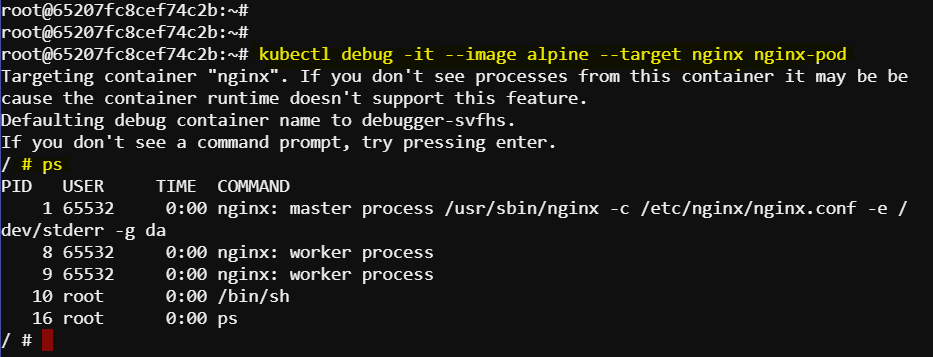 root@65207fc8cef74c2b:~#
root@65207fc8cef74c2b:~#
root@65207fc8cef74c2b:~# kubectl debug -it --image alpine --target nginx nginx-pod
Targeting container "nginx". If you don't see processes from this container it may be be
cause the container runtime doesn't support this feature.
Defaulting debug container name to debugger-svfhs.
If you don't see a command prompt, try pressing enter.
/ # ps
PID   USER     TIME  COMMAND
    1 65532     0:00 nginx: master process /usr/sbin/nginx -c /etc/nginx/nginx.conf -e /
dev/stderr -g da
    8 65532     0:00 nginx: worker process
    9 65532     0:00 nginx: worker process
   10 root      0:00 /bin/sh
   16 root      0:00 ps
/ #